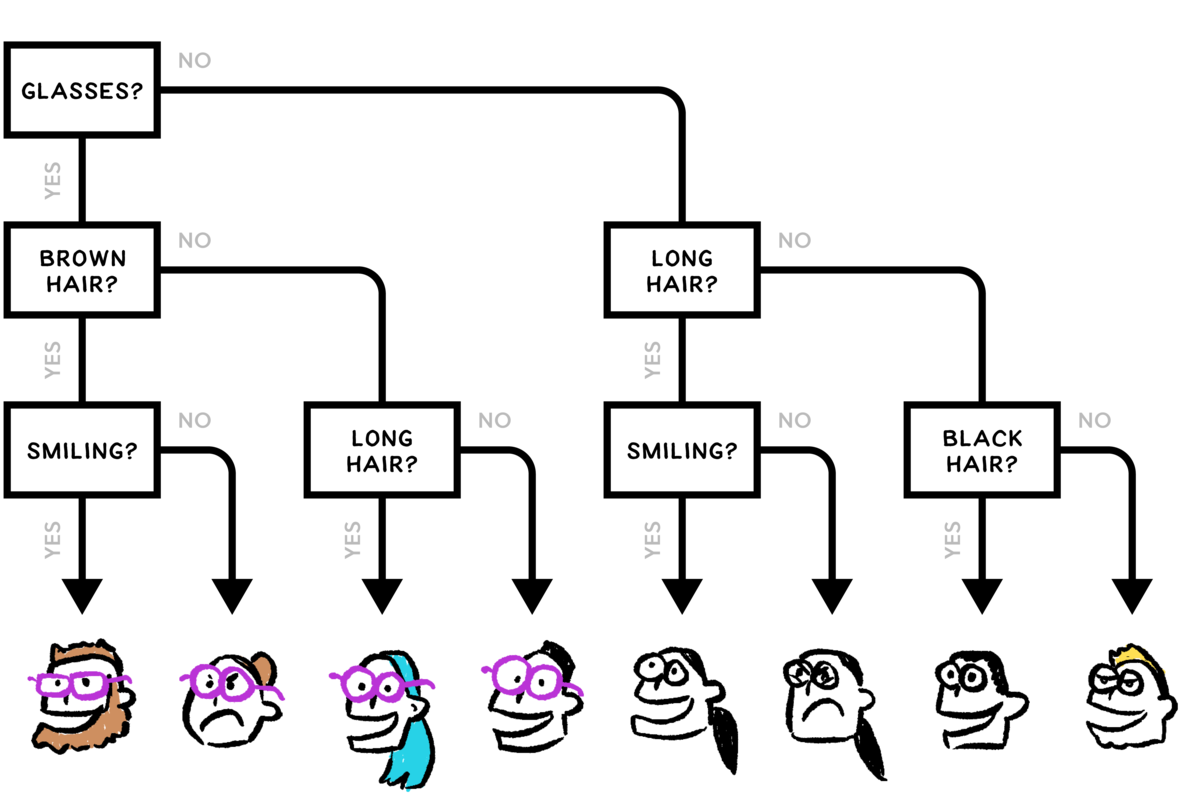 NO
GLASSES?
YES
NO
NO
BROWN
HAIR?
LONG
HAIR?
YES
YES
NO
NO
NO
NO
SMILING?
LONG
HAIR?
SMILING?
BLACK
HAIR?
YES
YES
YES
YES